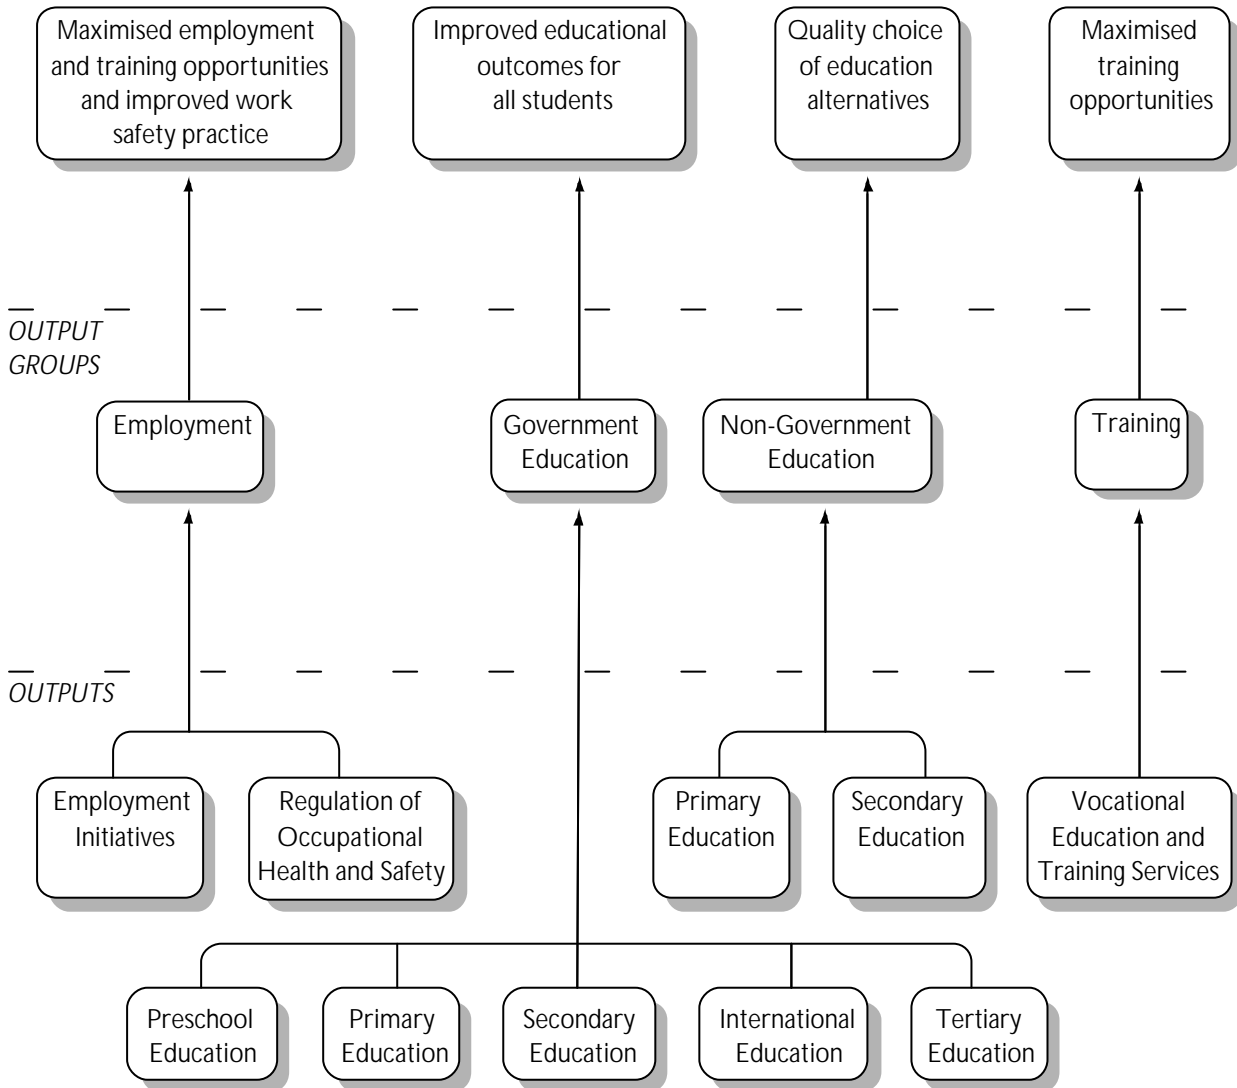 Maximised employment
and training opportunities
and improved work
safety practice
Improved educational
outcomes for
all students
Quality choice
of education
alternatives
Maximised
training
opportunities
OUTPUT
GROUPS
Employment
Government
Education
Non-Government
Education
Training
OUTPUTS
Employment
Initiatives
Regulation of
Occupational
Health and Safety
Primary
Education
Secondary
Education
Vocational
Education and
Training Services
Preschool
Education
Primary
Education
Secondary
Education
International
Education
Tertiary
Education